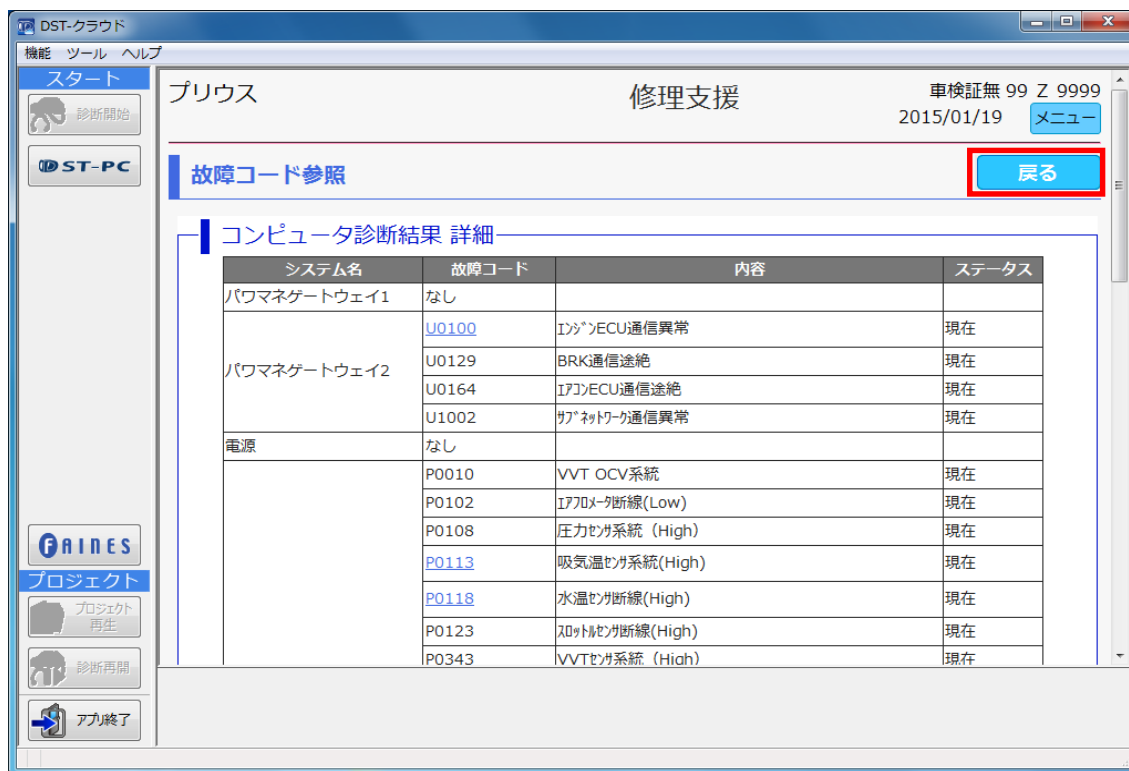 DST-クラウド
機能 ツール ヘルプ
スタート
診断開始
DST-PC
FAINES
プロジェクト
プロジェクト
再生
診断再開
アプリ終了
プリウス 修理支援 車検証無 99 Z 9999
2015/01/19 メニュー
故障コード参照 戻る
コンピュータ診断結果 詳細
システム名 故障コード 内容 ステータス
パワマネゲートウェイ1 なし
パワマネゲートウェイ2
U0100 ｴﾝｼﾞﾝECU通信異常 現在
U0129 BRK通信途絶 現在
U0164 ｴｱｺﾝECU通信途絶 現在
U1002 ｻﾌﾞﾈｯﾄﾜｰｸ通信異常 現在
電源 なし
P0010 VVT OCV系統 現在
P0102 ｴｱﾌﾛﾒｰﾀ断線(Low) 現在
P0108 圧力ｾﾝｻ系統（High） 現在
P0113 吸気温ｾﾝｻ系統(High) 現在
P0118 水温ｾﾝｻ断線(High) 現在
P0123 ｽﾛｯﾄﾙｾﾝｻ断線(High) 現在
P0343 VVTｾﾝｻ系統（High） 現在